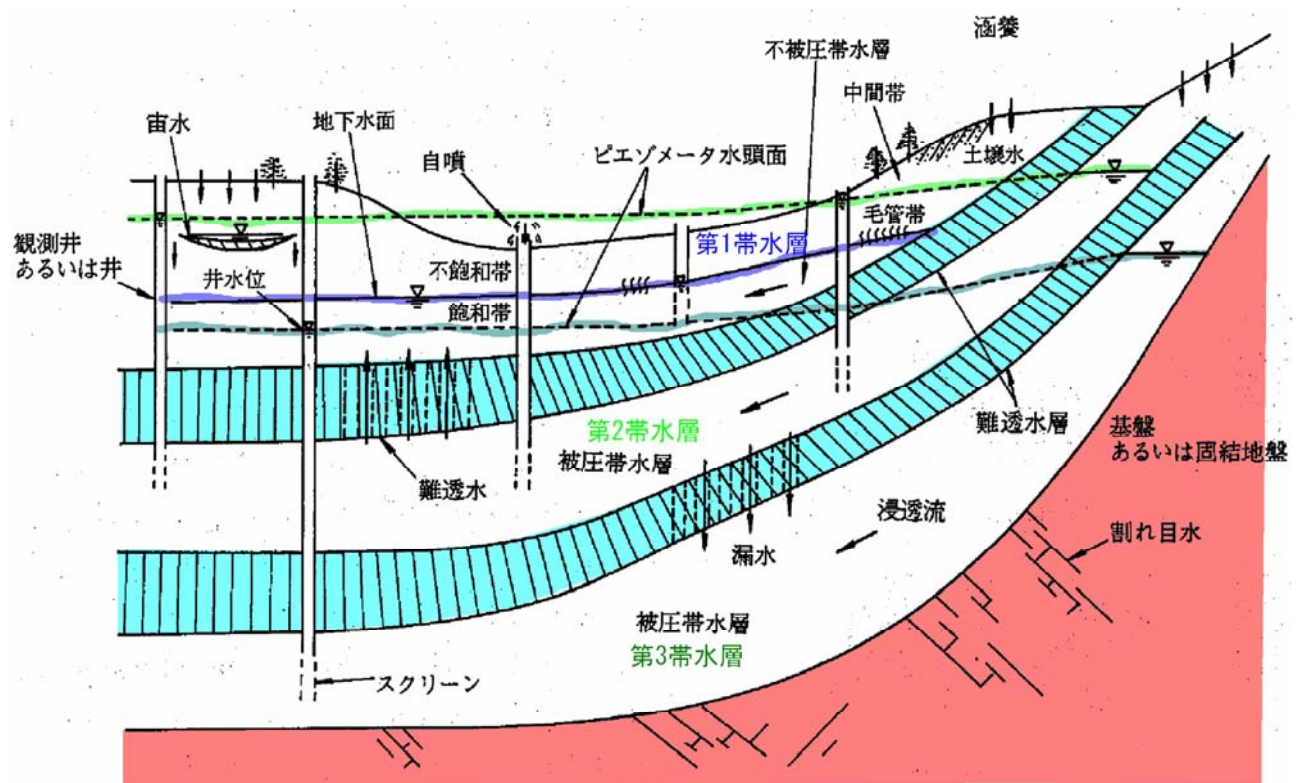 涵養
不被圧帯水層
中間帯
宙水
地下水面
自噴
ピエゾメータ水頭面
土壌水
毛管帯
第1帯水層
観測井
あるいは井
井水位
不飽和帯
飽和帯
難透水層
第2帯水層
被圧帯水層
基盤
あるいは固結地盤
難透水
浸透流
割れ目水
漏水
被圧帯水層
第3帯水層
スクリーン